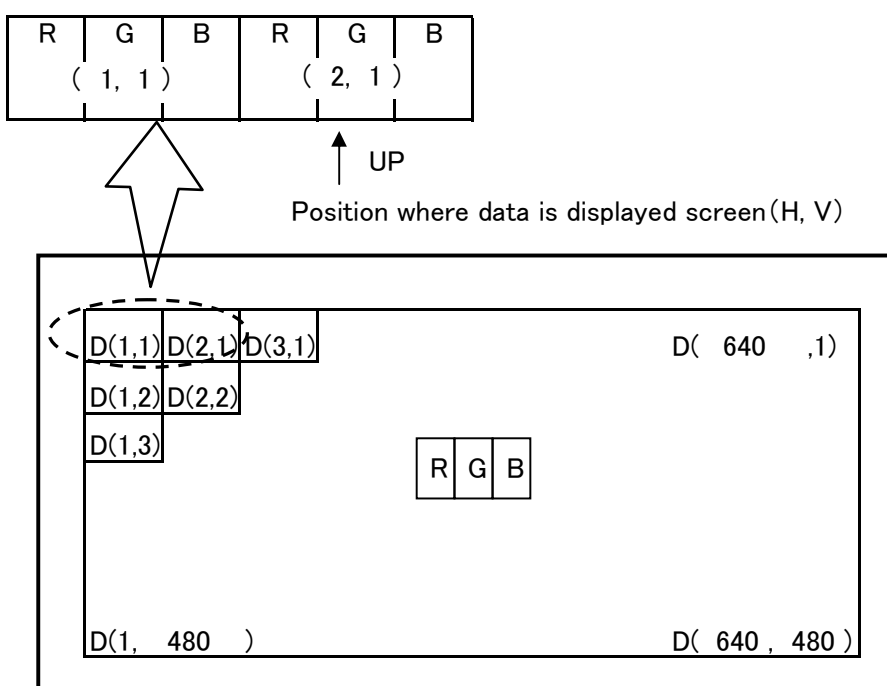 R G B R G B
( 1, 1 ) ( 2, 1 )
UP
Position where data is displayed screen(H, V)
D(1,1) D(2,1) D(3,1) D( 640 ,1)
D(1,2) D(2,2)
D(1,3)
R G B
D(1, 480 ) D( 640 , 480 )